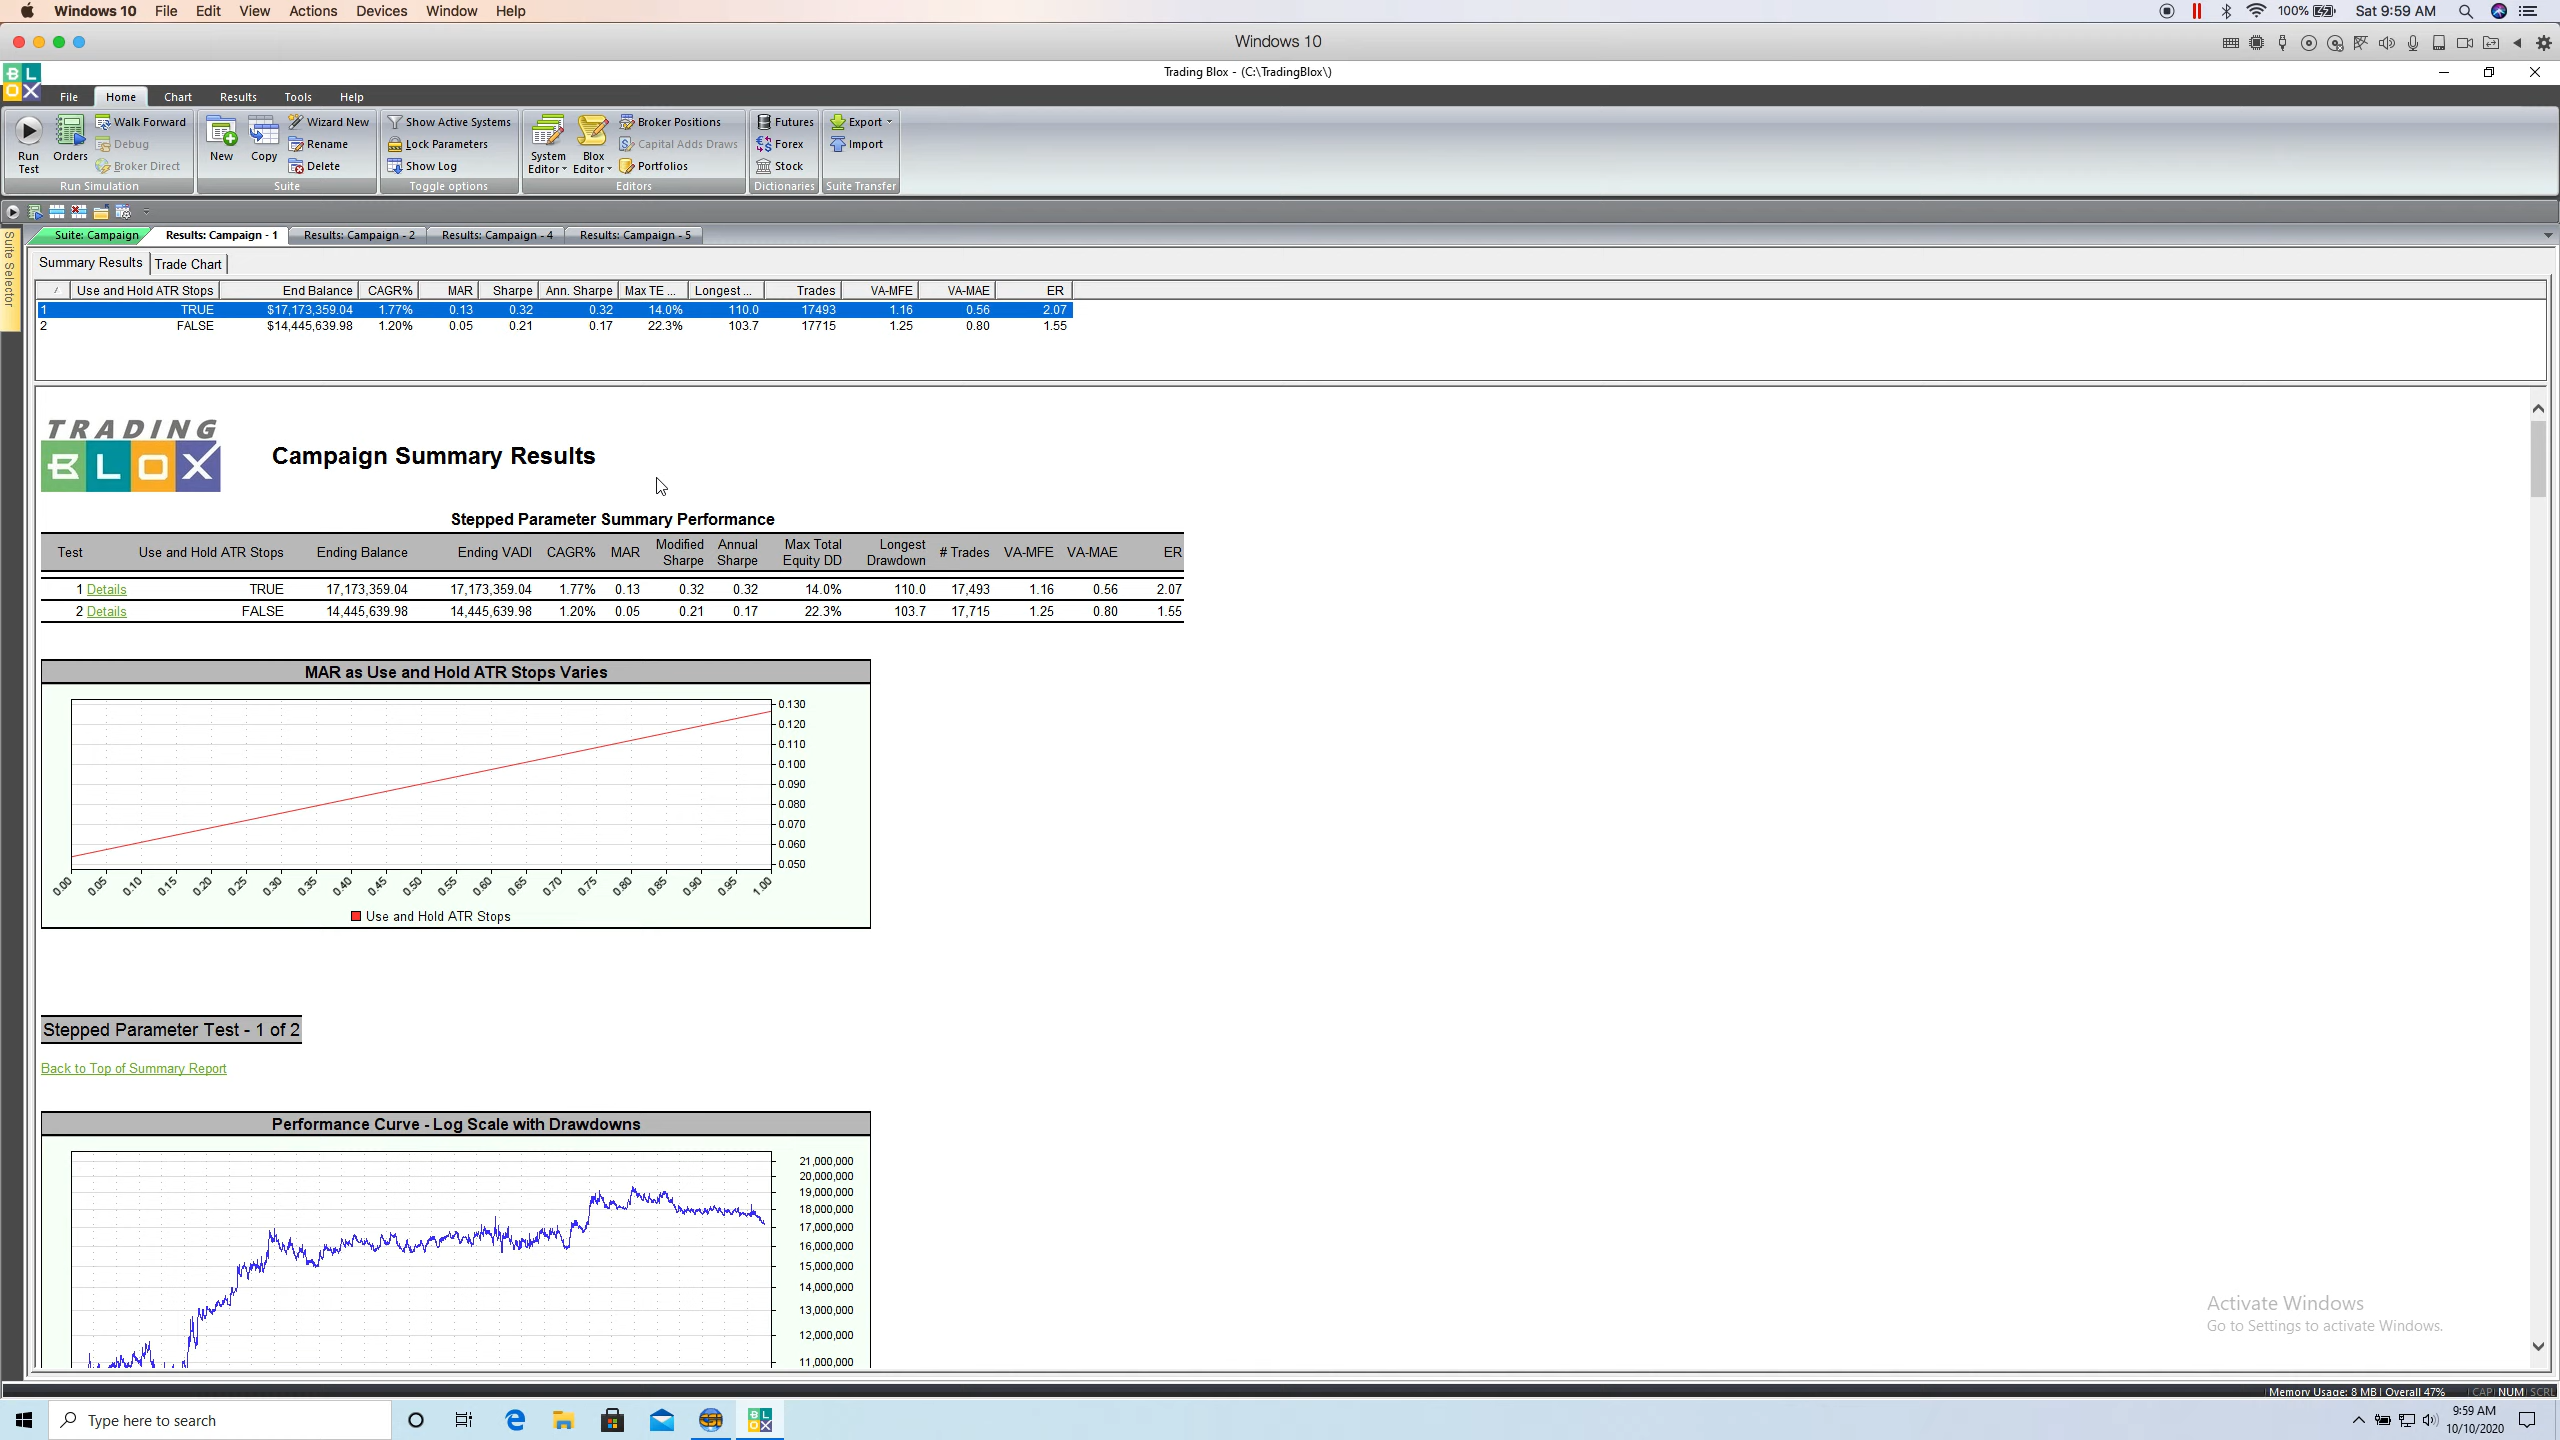 Windows 10 File Edit View Actions Devices Window Help 100% Sat 9:59 AM
Windows 10
Trading Blox - (C:\TradingBlox\)
BLOX
File Home Chart Results Tools Help
Run Test Orders Walk Forward Debug Broker Direct
Run Simulation
New Copy Wizard New Rename Delete
Suite
Show Active Systems Lock Parameters Show Log
Toggle options
System Editor Blox Editor Broker Positions Capital Adds Draws Portfolios
Editors
Futures Forex Stock
Dictionaries
Export Import
Suite Transfer
Suite Selector
Suite: Campaign Results: Campaign - 1 Results: Campaign - 2 Results: Campaign - 4 Results: Campaign - 5
Summary Results Trade Chart
/ Use and Hold ATR Stops End Balance CAGR% MAR Sharpe Ann. Sharpe Max TE ... Longest ... Trades VA-MFE VA-MAE ER
1 TRUE $17,173,359.04 1.77% 0.13 0.32 0.32 14.0% 110.0 17493 1.16 0.56 2.07
2 FALSE $14,445,639.98 1.20% 0.05 0.21 0.17 22.3% 103.7 17715 1.25 0.80 1.55
TRADING
BLOX
Campaign Summary Results
Stepped Parameter Summary Performance
Test Use and Hold ATR Stops Ending Balance Ending VADI CAGR% MAR Modified Sharpe Annual Sharpe Max Total Equity DD Longest Drawdown # Trades VA-MFE VA-MAE ER
1 Details TRUE 17,173,359.04 17,173,359.04 1.77% 0.13 0.32 0.32 14.0% 110.0 17,493 1.16 0.56 2.07
2 Details FALSE 14,445,639.98 14,445,639.98 1.20% 0.05 0.21 0.17 22.3% 103.7 17,715 1.25 0.80 1.55
MAR as Use and Hold ATR Stops Varies
0.130
0.120
0.110
0.100
0.090
0.080
0.070
0.060
0.050
0.00 0.05 0.10 0.15 0.20 0.25 0.30 0.35 0.40 0.45 0.50 0.55 0.60 0.65 0.70 0.75 0.80 0.85 0.90 0.95 1.00
Use and Hold ATR Stops
Stepped Parameter Test - 1 of 2
Back to Top of Summary Report
Performance Curve - Log Scale with Drawdowns
21,000,000
20,000,000
19,000,000
18,000,000
17,000,000
16,000,000
15,000,000
14,000,000
13,000,000
12,000,000
11,000,000
Activate Windows
Go to Settings to activate Windows.
Memory Usage: 8 MB | Overall 47% CAP NUM SCRL
Type here to search
9:59 AM
10/10/2020